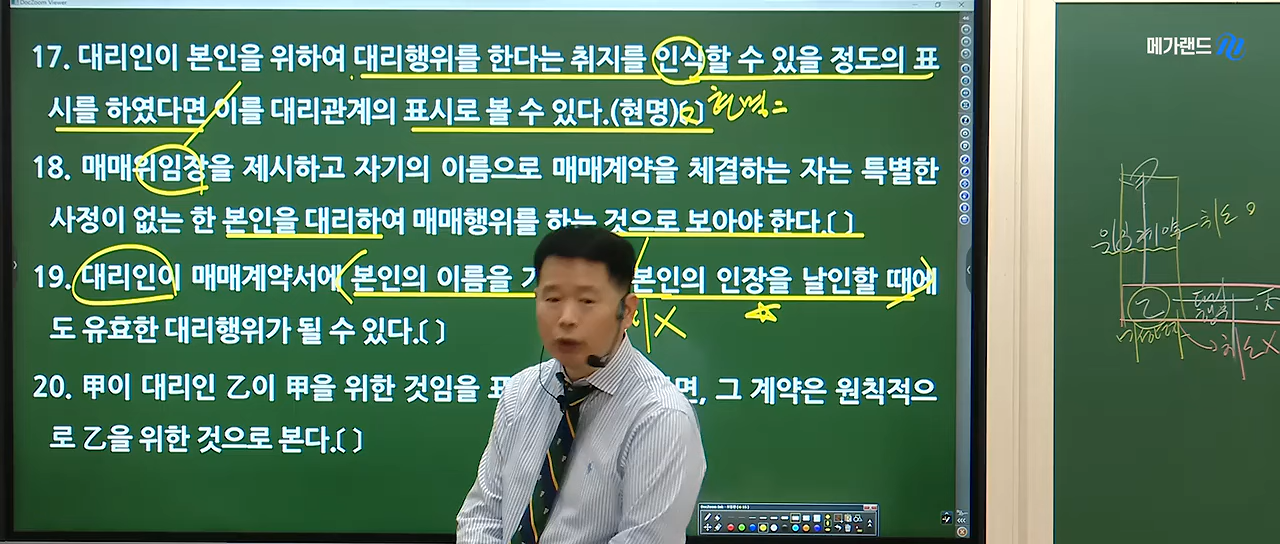 DocZoom Viewer
메가랜드
17. 대리인이 본인을 위하여 대리행위를 한다는 취지를 인식할 수 있을 정도의 표
시를 하였다면 이를 대리관계의 표시로 볼 수 있다.(현명)( ) 현명=
18. 매매위임장을 제시하고 자기의 이름으로 매매계약을 체결하는 자는 특별한
사정이 없는 한 본인을 대리하여 매매행위를 하는 것으로 보아야 한다.( )
19. 대리인이 매매계약서에 본인의 이름을 기 본인의 인장을 날인할 때에
도 유효한 대리행위가 될 수 있다.( )
20. 甲이 대리인 乙이 甲을 위한 것임을 표 면, 그 계약은 원칙적으
로 乙을 위한 것으로 본다.( )
X
乙
취소X